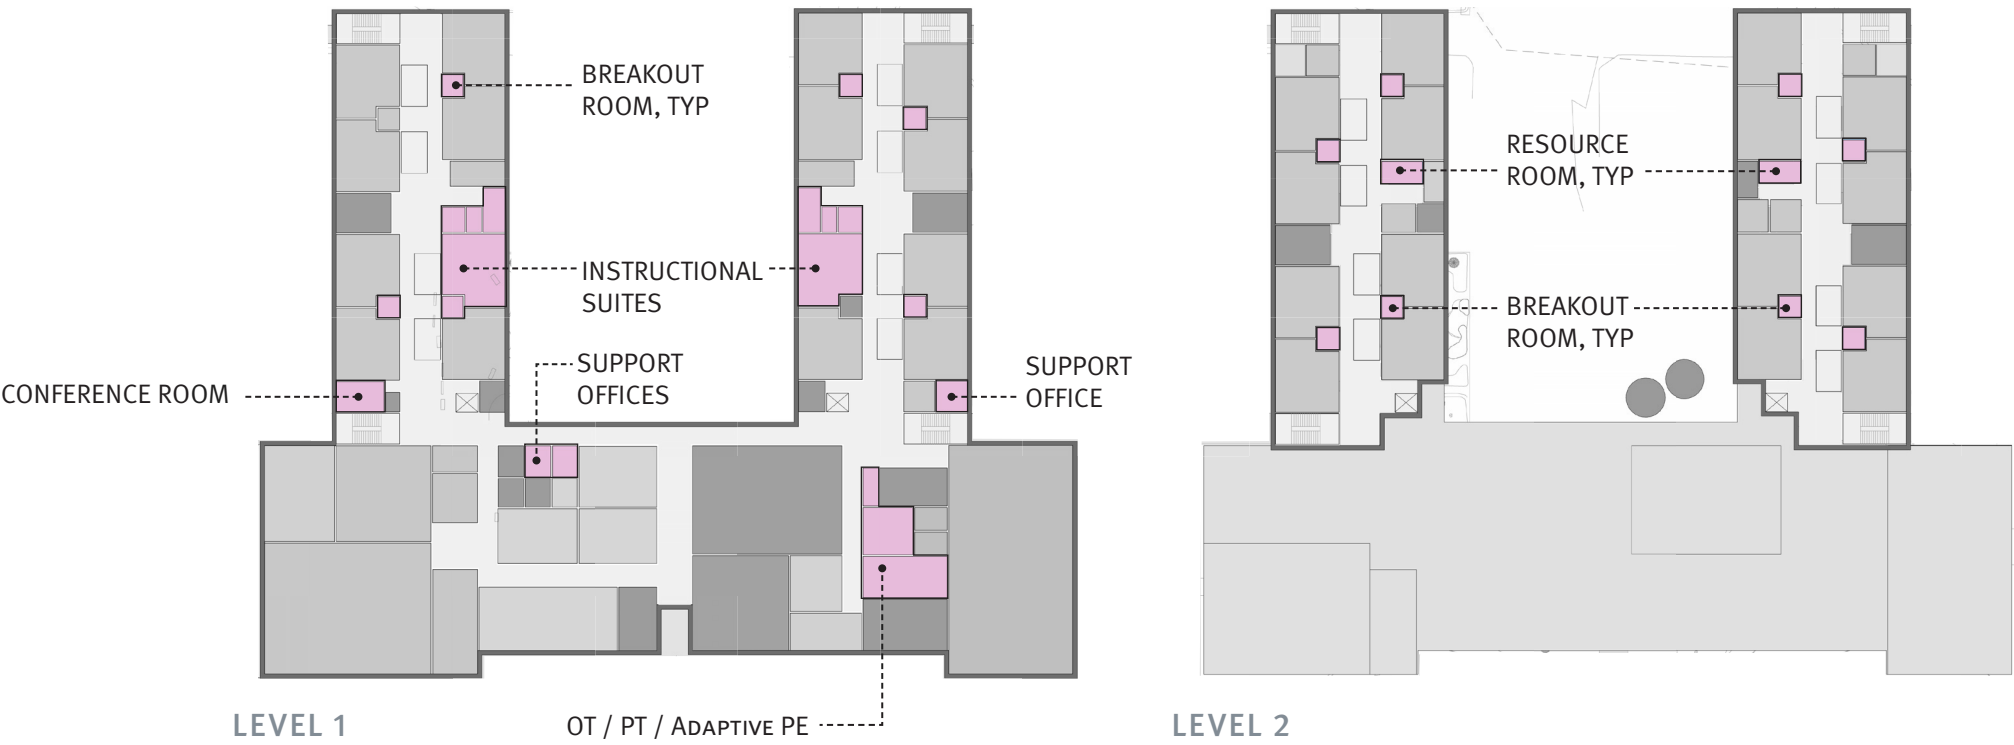 BREAKOUT
ROOM, TYP
INSTRUCTIONAL
SUITES
SUPPORT
OFFICES
CONFERENCE ROOM
SUPPORT
OFFICE
OT / PT / ADAPTIVE PE
LEVEL 1
RESOURCE
ROOM, TYP
BREAKOUT
ROOM, TYP
LEVEL 2